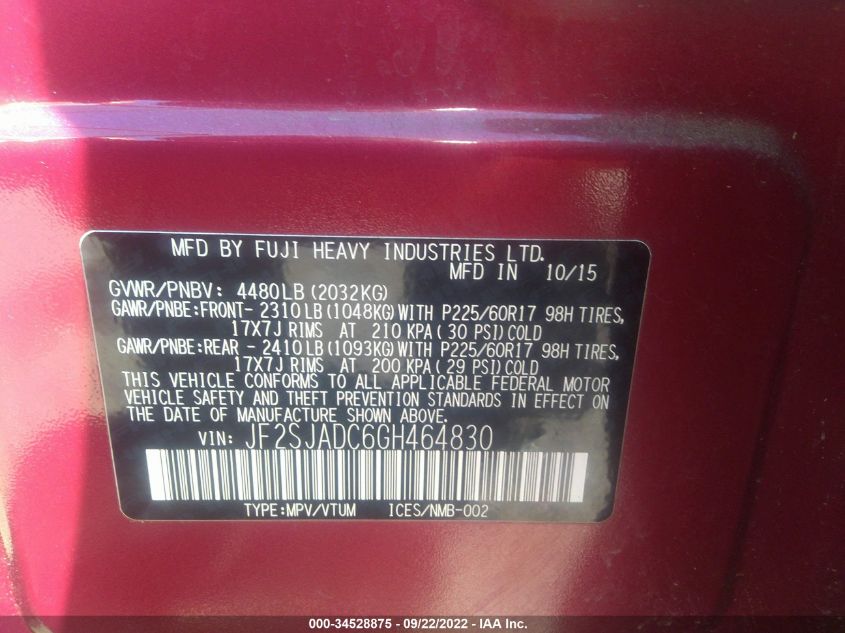 MFD BY FUJI HEAVY INDUSTRIES LTD.
MFD IN 10/15
GVWR/PNBV: 4480LB (2032KG)
GAWR/PNBE:FRONT- 2310 LB (1048KG) WITH P225/60R17 98H TIRES,
17X7J RIMS AT 210 KPA ( 30 PSI) COLD
GAWR/PNBE:REAR - 2410 LB (1093KG) WITH P225/60R17 98H TIRES,
17X7J RIMS AT 200 KPA ( 29 PSI) COLD
THIS VEHICLE CONFORMS TO ALL APPLICABLE FEDERAL MOTOR
VEHICLE SAFETY AND THEFT PREVENTION STANDARDS IN EFFECT ON
THE DATE OF MANUFACTURE SHOWN ABOVE.
VIN: JF2SJADC6GH464830
TYPE:MPV/VTUM ICES/NMB-002
000-34528875 - 09/22/2022 - IAA Inc.